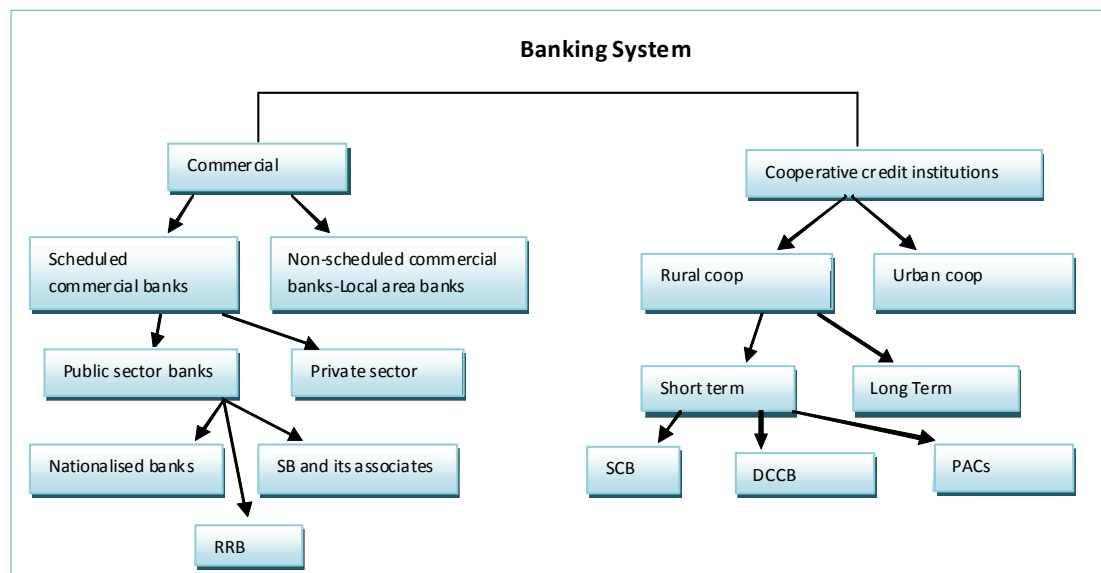 Banking System
Commercial
Cooperative credit institutions
Scheduled
commercial banks
Non-scheduled commercial
banks-Local area banks
Rural coop
Urban coop
Public sector banks
Private sector
Short term
Long Term
Nationalised banks
SB and its associates
SCB
DCCB
PACs
RRB